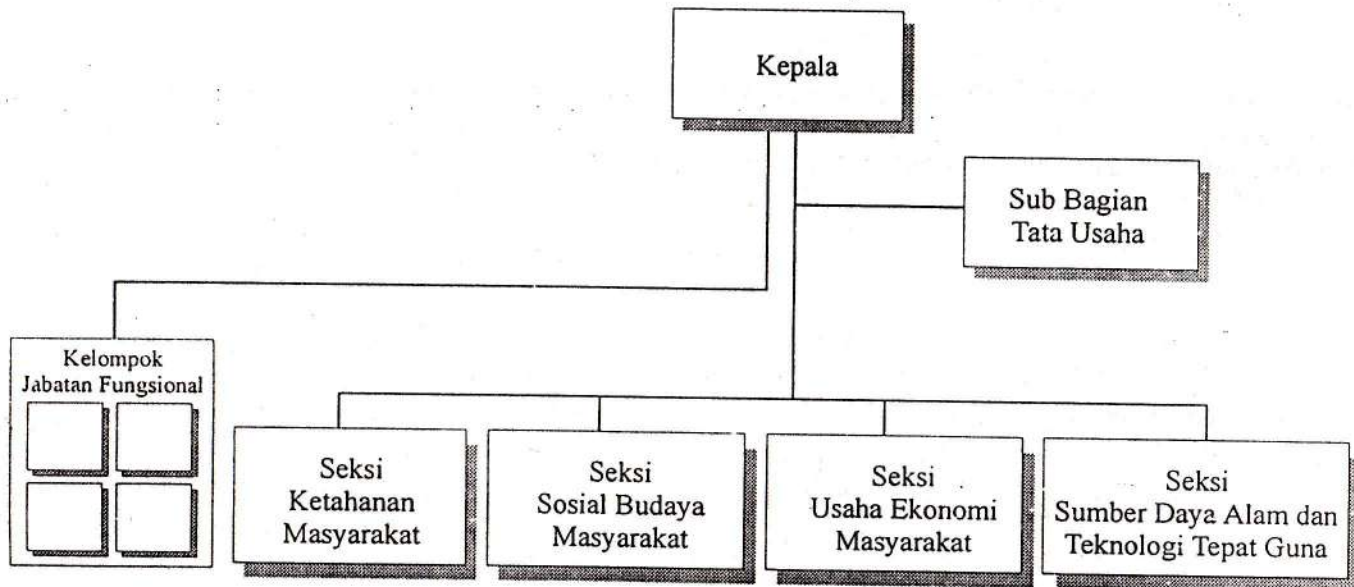 Kepala
Sub Bagian
Tata Usaha
Kelompok
Jabatan Fungsional
Seksi
Ketahanan
Masyarakat
Seksi
Sosial Budaya
Masyarakat
Seksi
Usaha Ekonomi
Masyarakat
Seksi
Sumber Daya Alam dan
Teknologi Tepat Guna